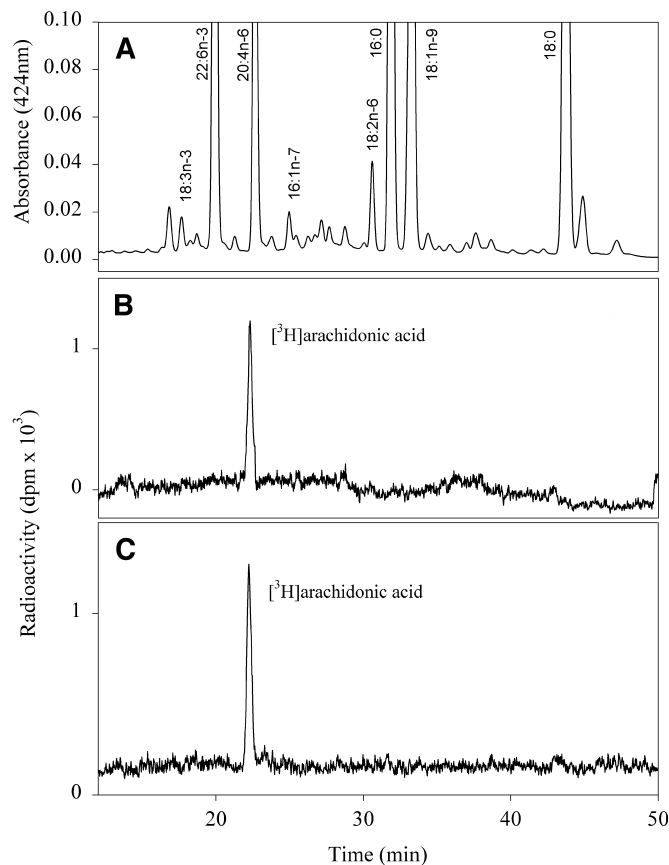 A
Absorbance (424nm)
0.10
0.08
0.06
0.04
0.02
0.00
18:3n-3
22:6n-3
20:4n-6
16:1n-7
18:2n-6
16:0
18:1n-9
18:0
B
[³H]arachidonic acid
1
0
Radioactivity (dpm x 10³)
C
[³H]arachidonic acid
1
0
20
30
40
50
Time (min)